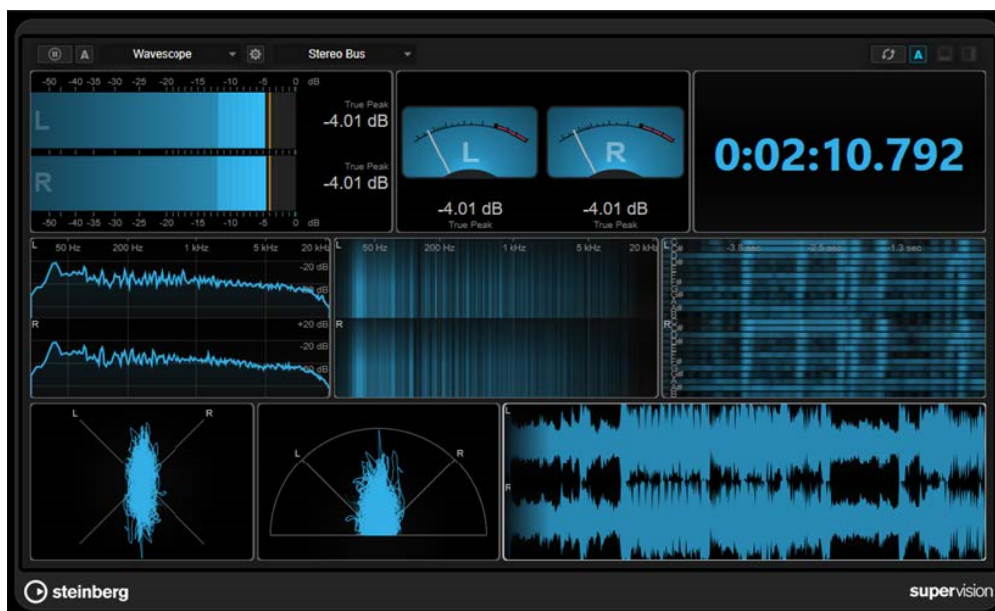 A Wavescope Stereo Bus A
-50 -40 -35 -30 -25 -20 -15 -10 -5 0 dB
L
True Peak
-4.01 dB
R
True Peak
-4.01 dB
-50 -40 -35 -30 -25 -20 -15 -10 -5 0 dB
L R
-4.01 dB -4.01 dB
True Peak True Peak
0:02:10.792
L 50 Hz 200 Hz 1 kHz 5 kHz 20 kHz
-20 dB
R +20 dB
-20 dB
L 50 Hz 200 Hz 1 kHz 5 kHz 20 kHz
R
L -3.8 sec -2.5 sec -1.3 sec
R
L R
L R
L
R
steinberg
supervision